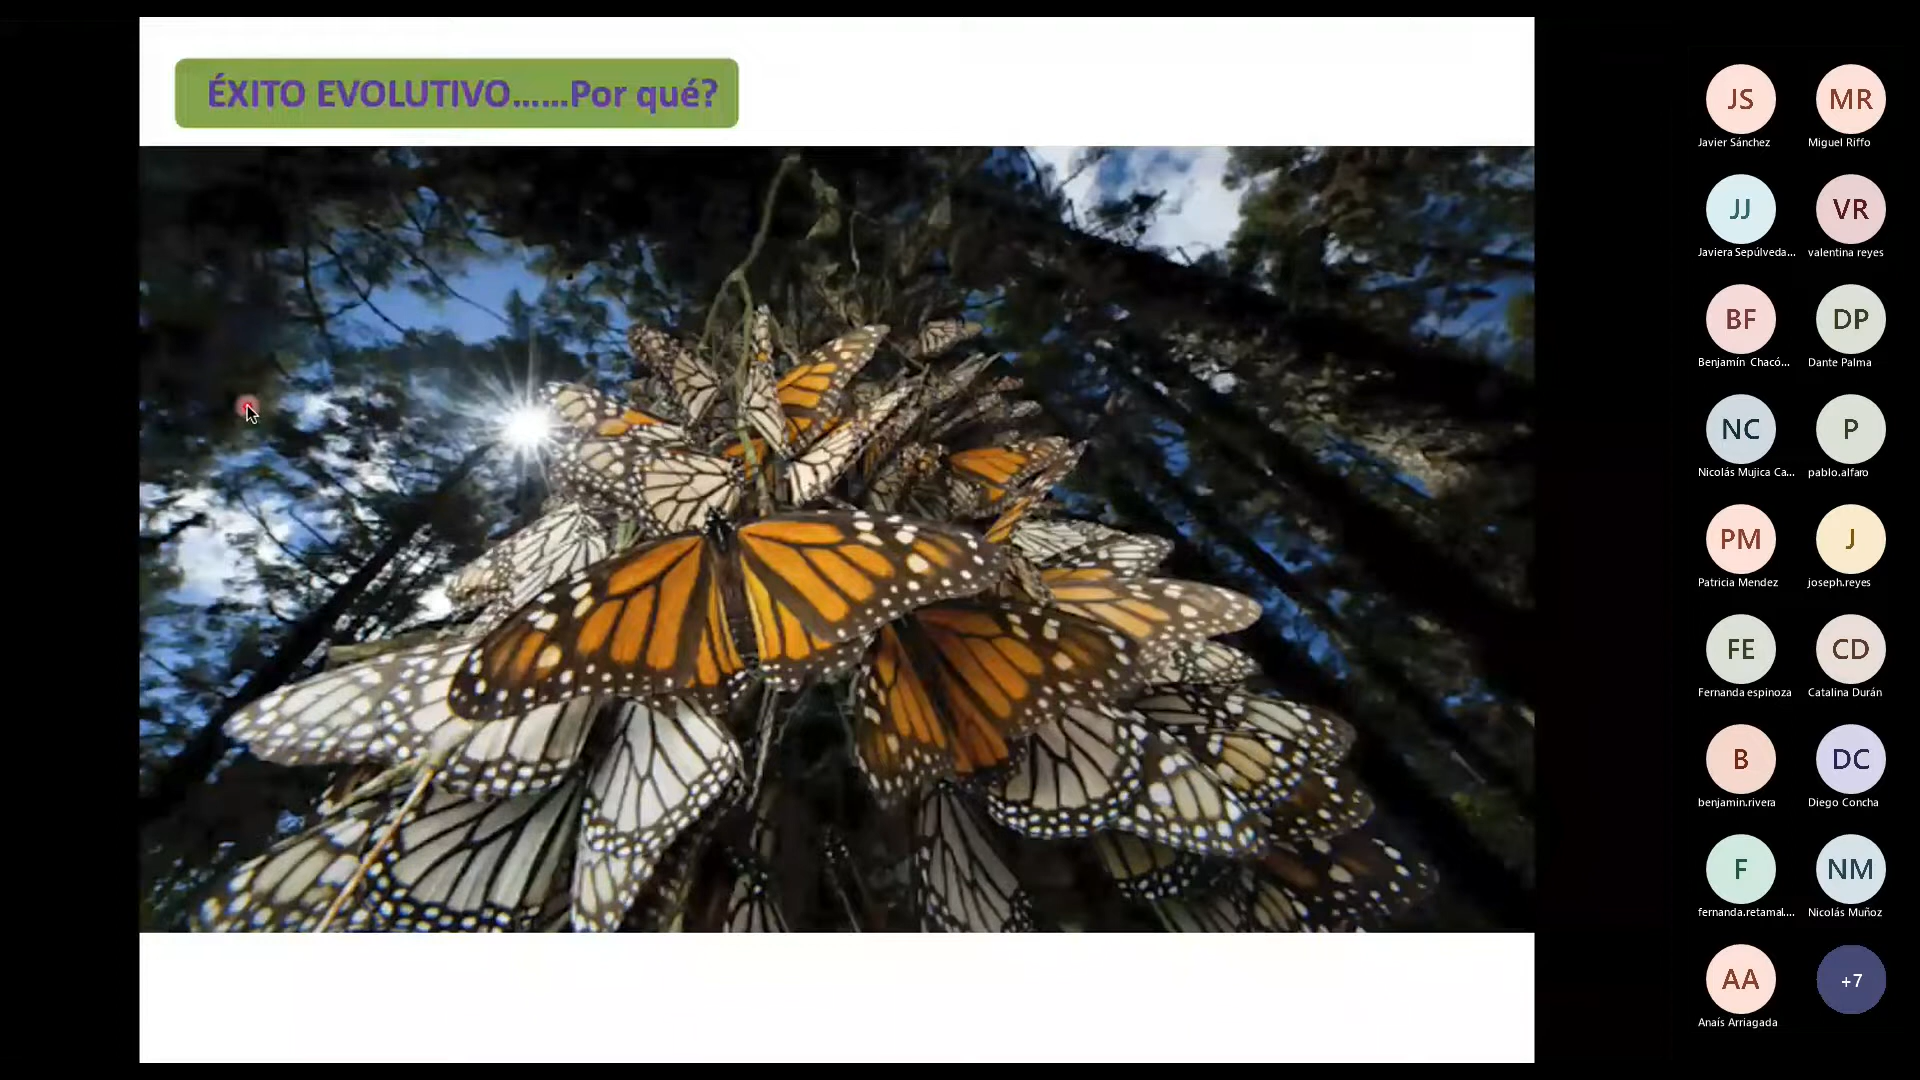 ÉXITO EVOLUTIVO......Por qué?
JS
MR
Javier Sánchez
Miguel Riffo
JJ
VR
Javiera Sepúlveda...
valentina reyes
BF
DP
Benjamín Chacó...
Dante Palma
NC
P
Nicolás Mujica Ca...
pablo.alfaro
PM
J
Patricia Mendez
joseph.reyes
FE
CD
Fernanda espinoza
Catalina Durán
B
DC
benjamin.rivera
Diego Concha
F
NM
fernanda.retamal....
Nicolás Muñoz
AA
+7
Anaís Arriagada